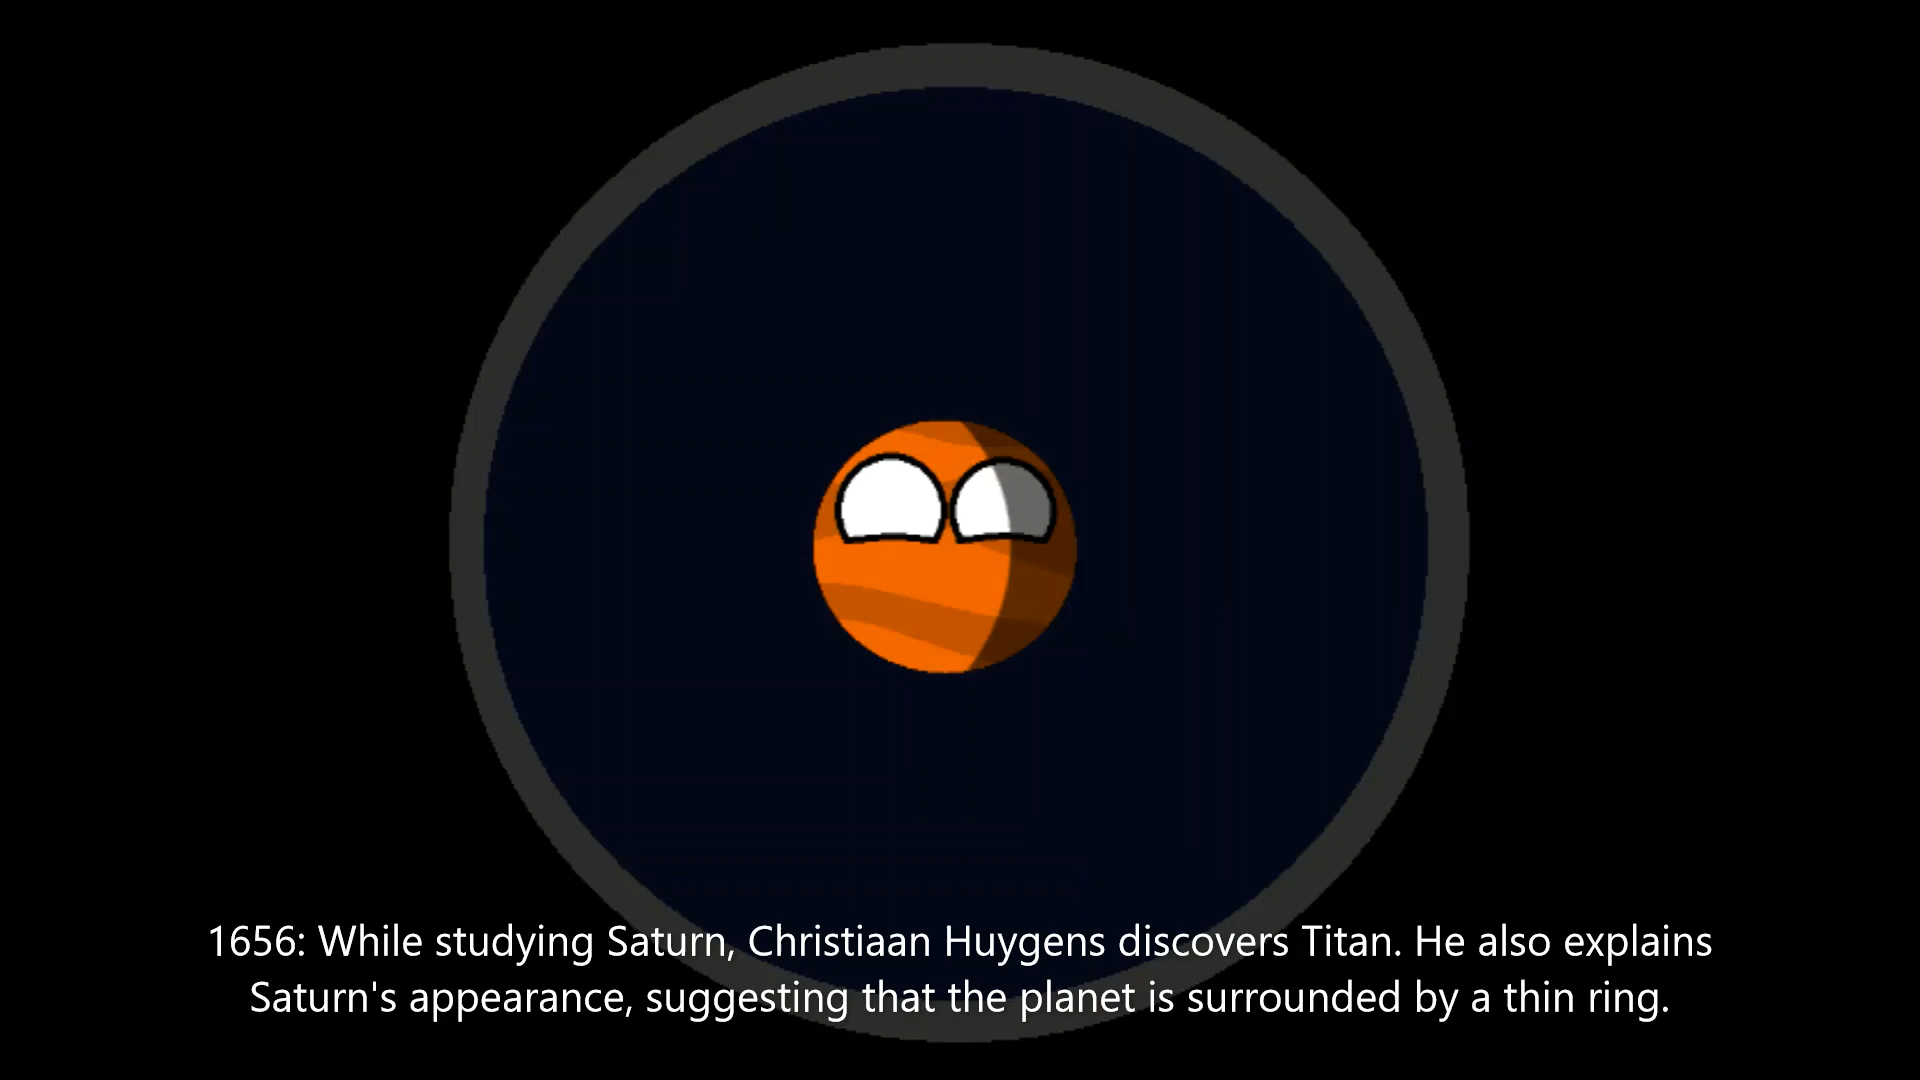 1656: While studying Saturn, Christiaan Huygens discovers Titan. He also explains
Saturn's appearance, suggesting that the planet is surrounded by a thin ring.